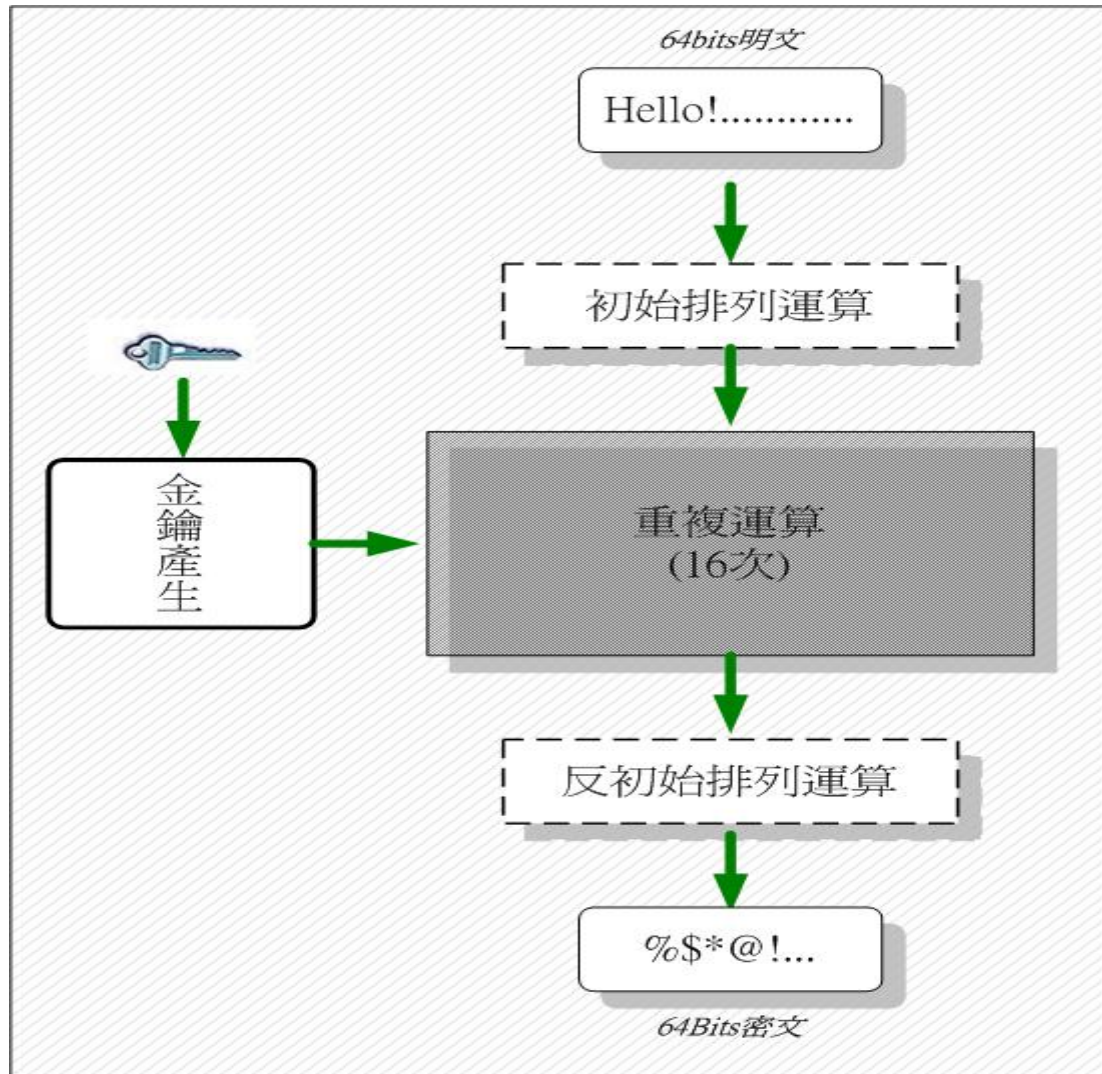 64bits明文
Hello!............
初始排列運算
金鑰產生
重複運算
(16次)
反初始排列運算
%$*@!...
64Bits密文